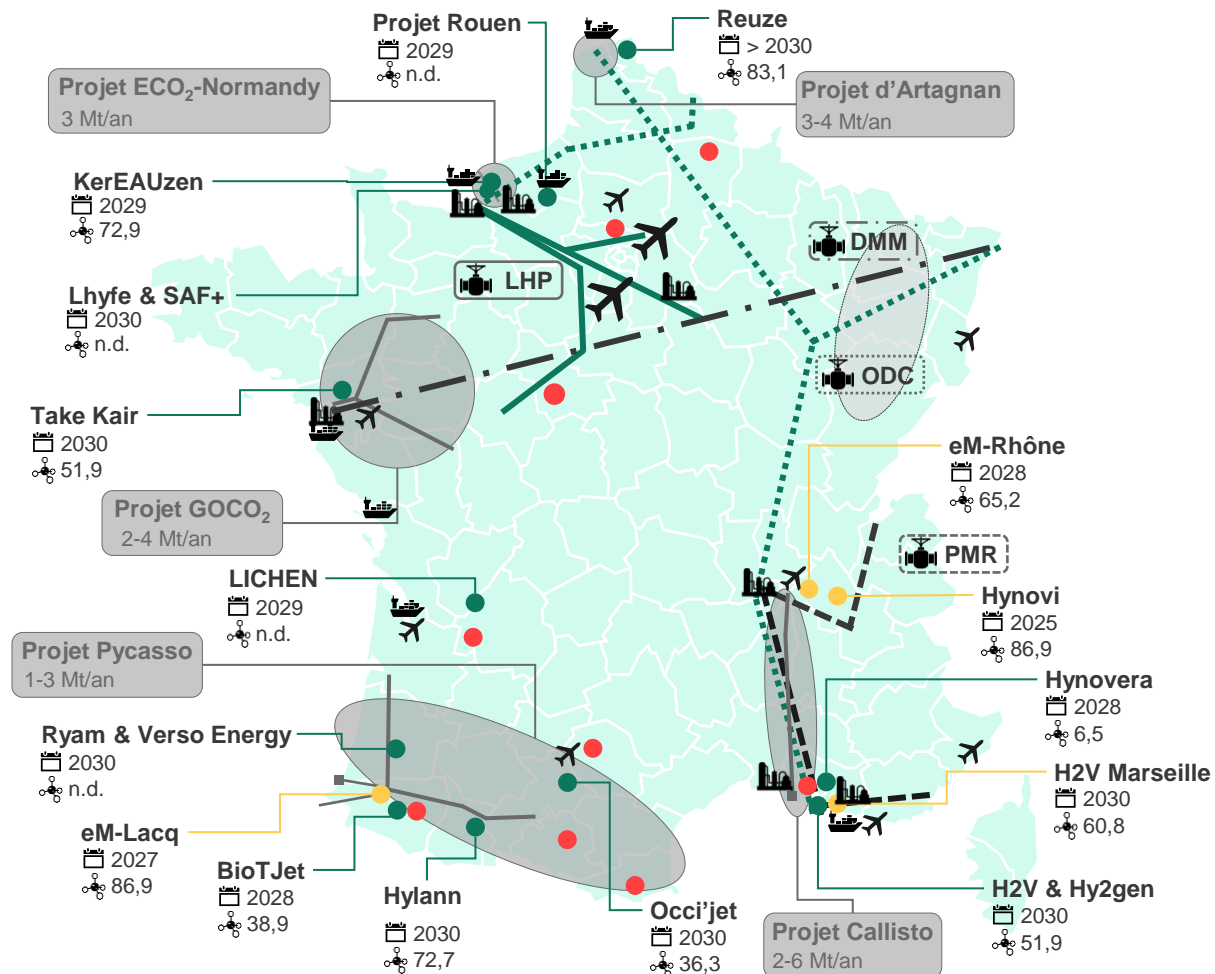 Projet Rouen
2029
n.d.
Reuze
> 2030
83,1
Projet ECO₂-Normandy
3 Mt/an
Projet d'Artagnan
3-4 Mt/an
KerEAUzen
2029
72,9
DMM
LHP
Lhyfe & SAF+
2030
n.d.
ODC
Take Kair
2030
51,9
eM-Rhône
2028
65,2
Projet GOCO₂
2-4 Mt/an
PMR
LICHEN
2029
n.d.
Hynovi
2025
86,9
Projet Pycasso
1-3 Mt/an
Hynovera
2028
6,5
Ryam & Verso Energy
2030
n.d.
H2V Marseille
2030
60,8
eM-Lacq
2027
86,9
BioTJet
2028
38,9
Hylann
2030
72,7
Occi'jet
2030
36,3
H2V & Hy2gen
2030
51,9
Projet Callisto
2-6 Mt/an